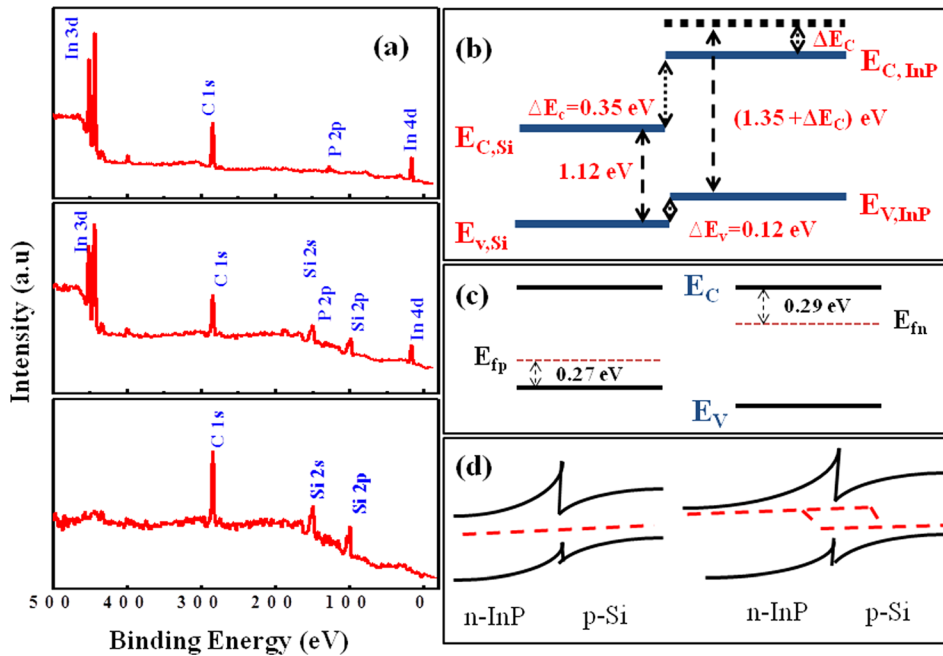 (a)
In 3d
C 1s
P 2p
In 4d
In 3d
C 1s
Si 2s
P 2p
Si 2p
In 4d
C 1s
Si 2s
Si 2p
Intensity (a.u)
500 400 300 200 100 0
Binding Energy (eV)
(b)
ΔE_C
E_C, InP
ΔE_c=0.35 eV
(1.35 +ΔE_C) eV
E_C,Si
1.12 eV
E_V,InP
E_v,Si
ΔE_v=0.12 eV
(c)
E_C
0.29 eV
E_fn
E_fp
0.27 eV
E_V
(d)
n-InP p-Si n-InP p-Si